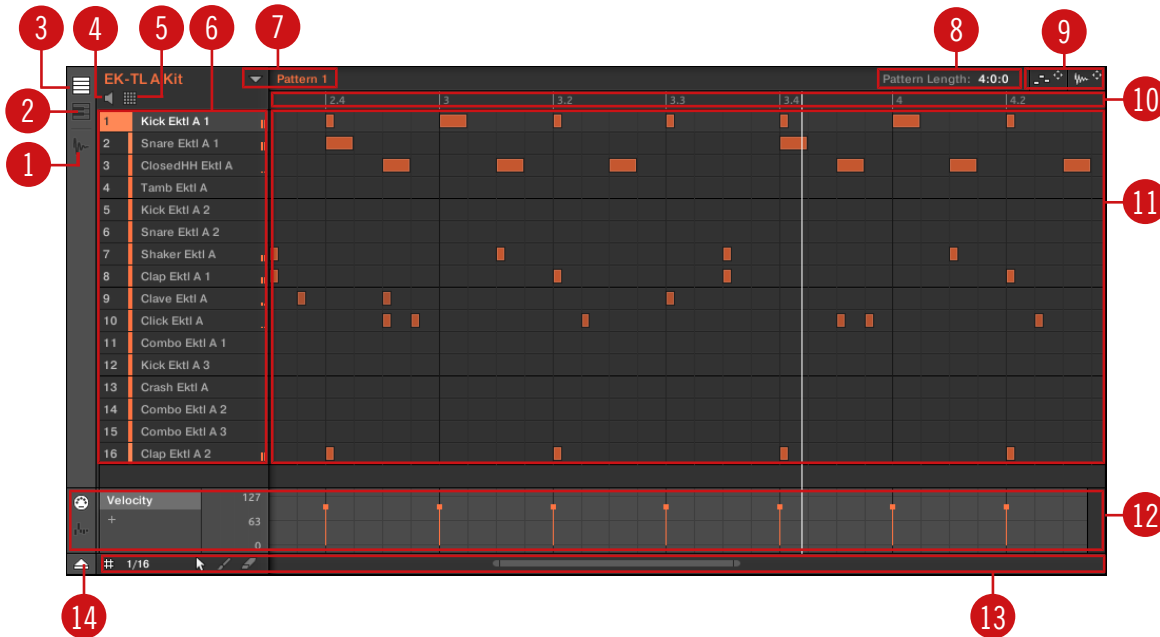 3
4
5
6
7
8
9
EK-TL A Kit
Pattern 1
Pattern Length: 4:0:0
2.4 3 3.2 3.3 3.4 4 4.2
10
2
1
11
1 Kick Ektl A 1
2 Snare Ektl A 1
3 ClosedHH Ektl A
4 Tamb Ektl A
5 Kick Ektl A 2
6 Snare Ektl A 2
7 Shaker Ektl A
8 Clap Ektl A 1
9 Clave Ektl A
10 Click Ektl A
11 Combo Ektl A 1
12 Kick Ektl A 3
13 Crash Ektl A
14 Combo Ektl A 2
15 Combo Ektl A 3
16 Clap Ektl A 2
Velocity
+
127
63
0
12
1/16
14
13